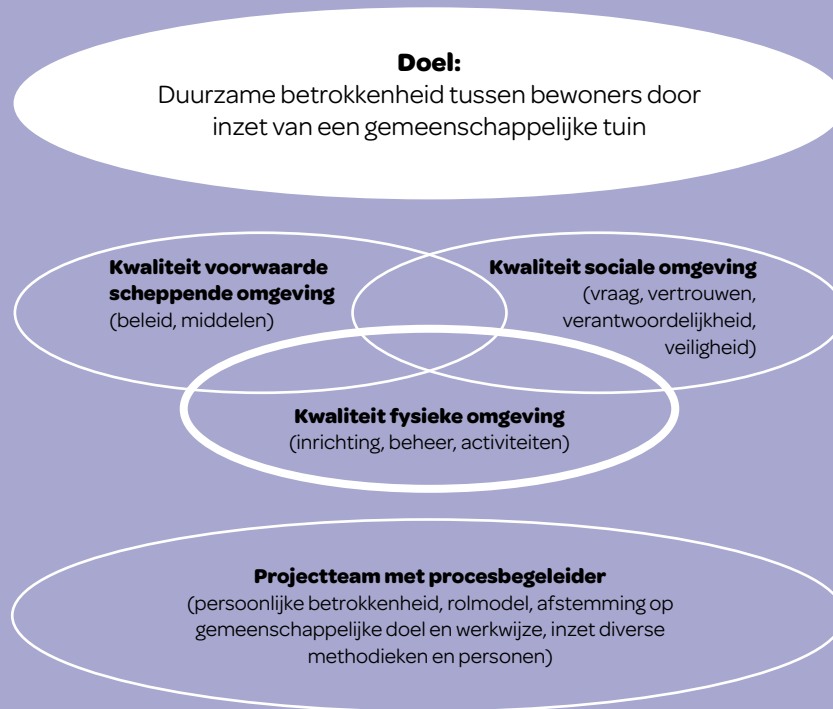 Doel:
Duurzame betrokkenheid tussen bewoners door
inzet van een gemeenschappelijke tuin
Kwaliteit voorwaarde
scheppende omgeving
(beleid, middelen)
Kwaliteit sociale omgeving
(vraag, vertrouwen,
verantwoordelijkheid,
veiligheid)
Kwaliteit fysieke omgeving
(inrichting, beheer, activiteiten)
Projectteam met procesbegeleider
(persoonlijke betrokkenheid, rolmodel, afstemming op
gemeenschappelijke doel en werkwijze, inzet diverse
methodieken en personen)